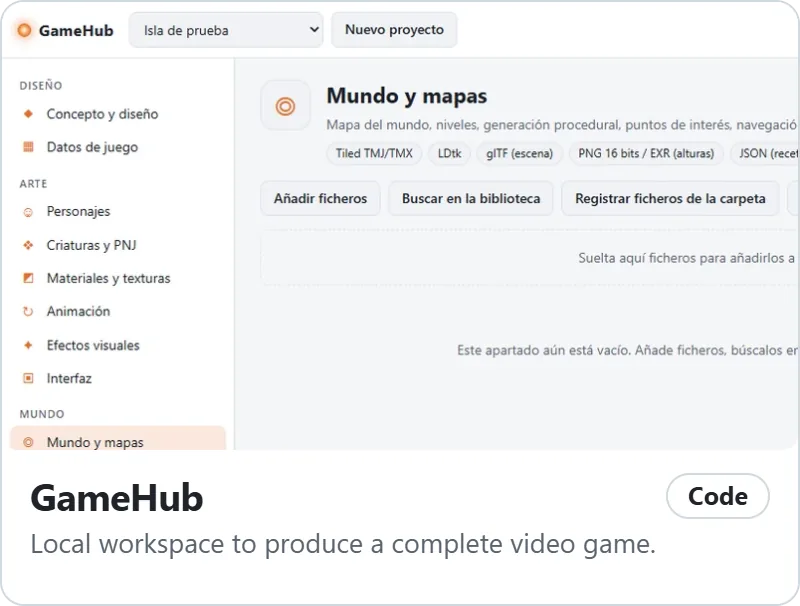 GameHub
Isla de prueba
Nuevo proyecto
DISEÑO
Concepto y diseño
Datos de juego
ARTE
Personajes
Criaturas y PNJ
Materiales y texturas
Animación
Efectos visuales
Interfaz
MUNDO
Mundo y mapas
Mundo y mapas
Mapa del mundo, niveles, generación procedural, puntos de interés, navegació
Tiled TMJ/TMX LDtk glTF (escena) PNG 16 bits / EXR (alturas) JSON (recet
Añadir ficheros Buscar en la biblioteca Registrar ficheros de la carpeta
Suelta aquí ficheros para añadirlos a
Este apartado aún está vacío. Añade ficheros, búscalos en
GameHub
Code
Local workspace to produce a complete video game.